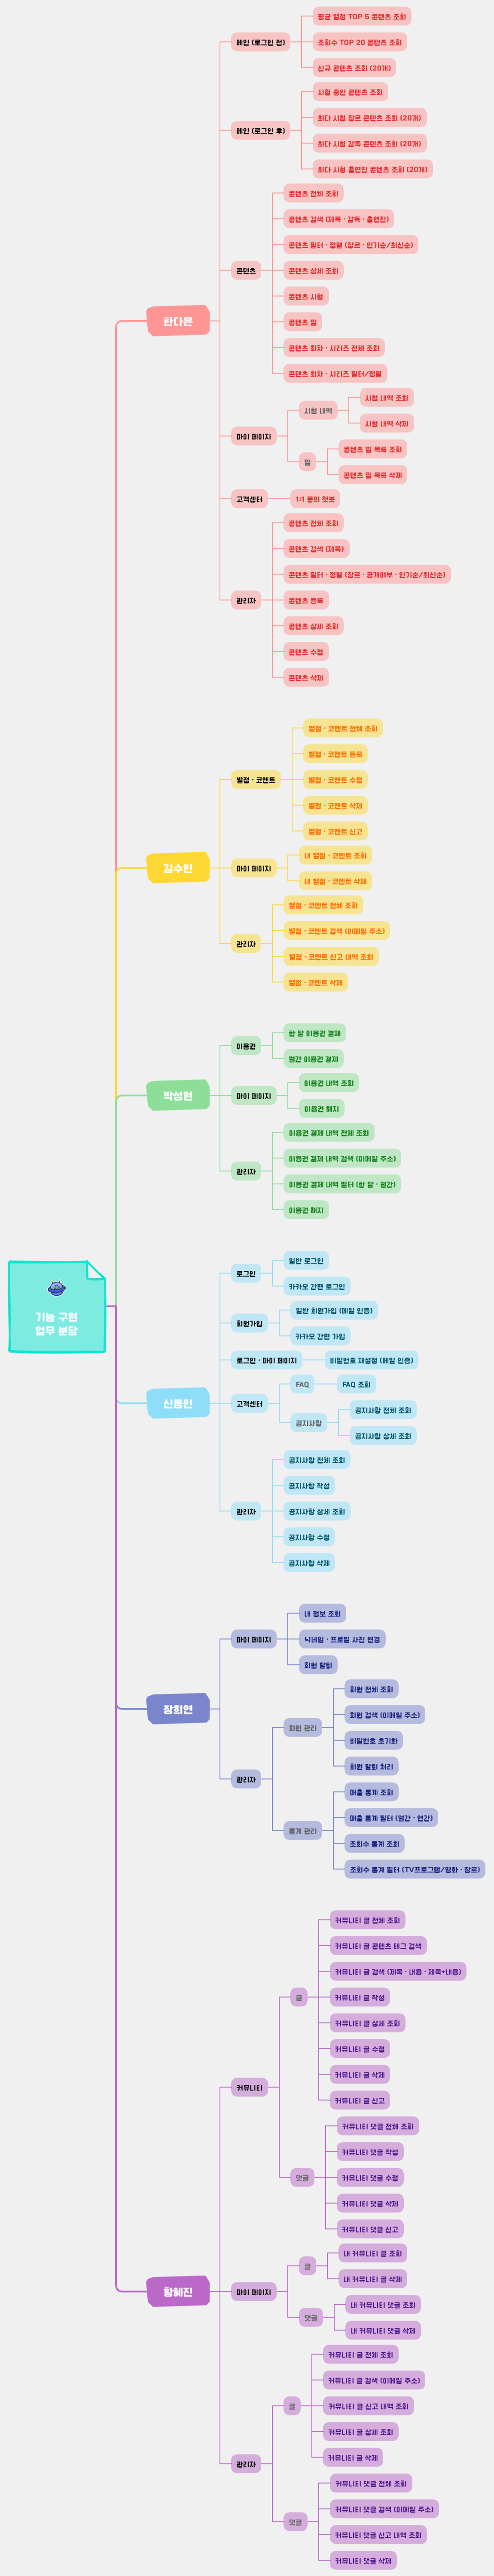 기능 구현
업무 분담
한다은
메인 (로그인 전)
평균 별점 TOP 5 콘텐츠 조회
조회수 TOP 20 콘텐츠 조회
신규 콘텐츠 조회 (20개)
메인 (로그인 후)
시청 중인 콘텐츠 조회
최다 시청 장르 콘텐츠 조회 (20개)
최다 시청 감독 콘텐츠 조회 (20개)
최다 시청 출연진 콘텐츠 조회 (20개)
콘텐츠
콘텐츠 전체 조회
콘텐츠 검색 (제목 · 감독 · 출연진)
콘텐츠 필터 · 정렬 (장르 · 인기순/최신순)
콘텐츠 상세 조회
콘텐츠 시청
콘텐츠 찜
콘텐츠 회차 · 시리즈 전체 조회
콘텐츠 회차 · 시리즈 필터/정렬
마이 페이지
시청 내역
시청 내역 조회
시청 내역 삭제
찜
콘텐츠 찜 목록 조회
콘텐츠 찜 목록 삭제
고객센터
1:1 문의 챗봇
관리자
콘텐츠 전체 조회
콘텐츠 검색 (제목)
콘텐츠 필터 · 정렬 (장르 · 공개여부 · 인기순/최신순)
콘텐츠 등록
콘텐츠 상세 조회
콘텐츠 수정
콘텐츠 삭제
김수빈
별점 · 코멘트
별점 · 코멘트 전체 조회
별점 · 코멘트 등록
별점 · 코멘트 수정
별점 · 코멘트 삭제
별점 · 코멘트 신고
마이 페이지
내 별점 · 코멘트 조회
내 별점 · 코멘트 삭제
관리자
별점 · 코멘트 전체 조회
별점 · 코멘트 검색 (이메일 주소)
별점 · 코멘트 신고 내역 조회
별점 · 코멘트 삭제
박성현
이용권
한 달 이용권 결제
월간 이용권 결제
마이 페이지
이용권 내역 조회
이용권 해지
관리자
이용권 결제 내역 전체 조회
이용권 결제 내역 검색 (이메일 주소)
이용권 결제 내역 필터 (한 달 · 월간)
이용권 해지
신동민
로그인
일반 로그인
카카오 간편 로그인
회원가입
일반 회원가입 (메일 인증)
카카오 간편 가입
로그인 · 마이 페이지
비밀번호 재설정 (메일 인증)
고객센터
FAQ
FAQ 조회
공지사항
공지사항 전체 조회
공지사항 상세 조회
관리자
공지사항 전체 조회
공지사항 작성
공지사항 상세 조회
공지사항 수정
공지사항 삭제
장희연
마이 페이지
내 정보 조회
닉네임 · 프로필 사진 변경
회원 탈퇴
관리자
회원 관리
회원 전체 조회
회원 검색 (이메일 주소)
비밀번호 초기화
회원 탈퇴 처리
통계 관리
매출 통계 조회
매출 통계 필터 (월간 · 연간)
조회수 통계 조회
조회수 통계 필터 (TV프로그램/영화 · 장르)
황혜진
커뮤니티
글
커뮤니티 글 전체 조회
커뮤니티 글 콘텐츠 태그 검색
커뮤니티 글 검색 (제목 · 내용 · 제목+내용)
커뮤니티 글 작성
커뮤니티 글 상세 조회
커뮤니티 글 수정
커뮤니티 글 삭제
커뮤니티 글 신고
댓글
커뮤니티 댓글 전체 조회
커뮤니티 댓글 작성
커뮤니티 댓글 수정
커뮤니티 댓글 삭제
커뮤니티 댓글 신고
마이 페이지
글
내 커뮤니티 글 조회
내 커뮤니티 글 삭제
댓글
내 커뮤니티 댓글 조회
내 커뮤니티 댓글 삭제
관리자
글
커뮤니티 글 전체 조회
커뮤니티 글 검색 (이메일 주소)
커뮤니티 글 신고 내역 조회
커뮤니티 글 상세 조회
커뮤니티 글 삭제
댓글
커뮤니티 댓글 전체 조회
커뮤니티 댓글 검색 (이메일 주소)
커뮤니티 댓글 신고 내역 조회
커뮤니티 댓글 삭제